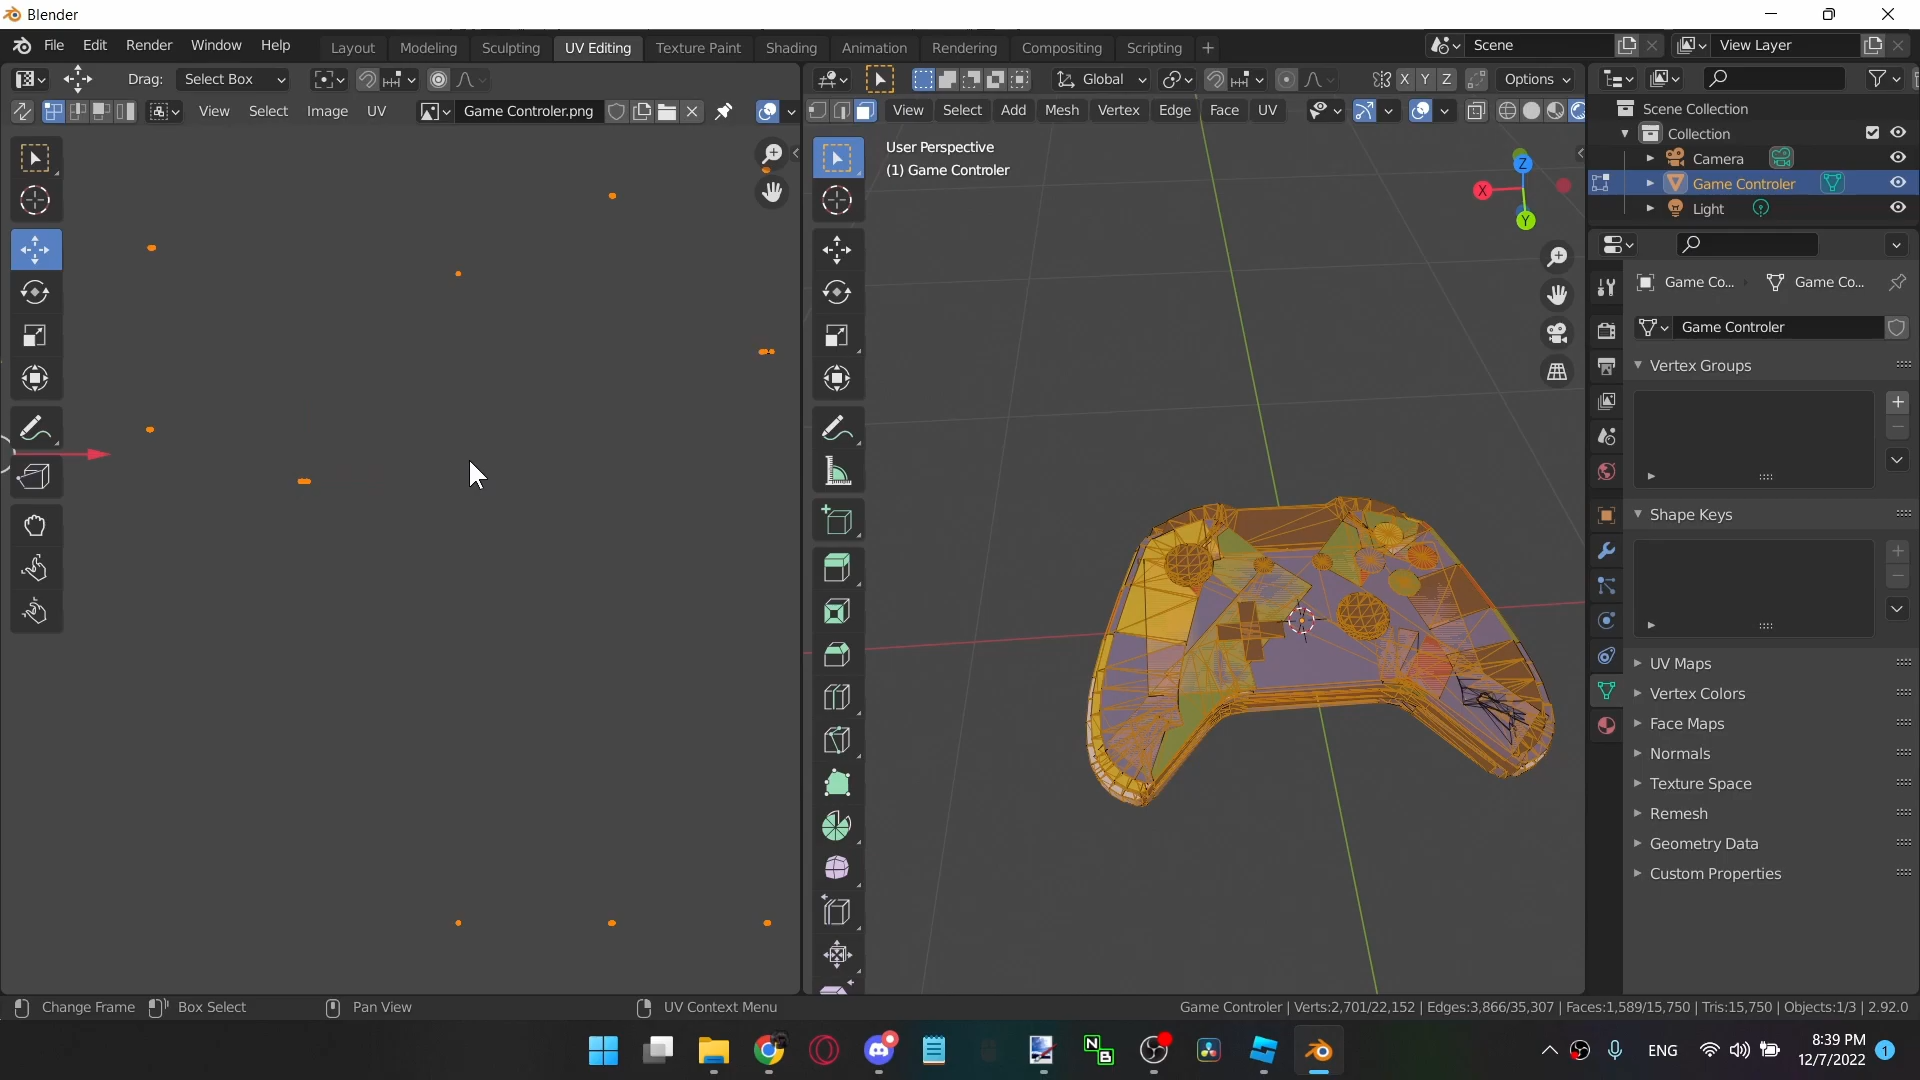 Blender
File Edit Render Window Help Layout Modeling Sculpting UV Editing Texture Paint Shading Animation Rendering Compositing Scripting + Scene View Layer
Drag: Select Box Global X Y Z Options
View Select Image UV Game Controler.png View Select Add Mesh Vertex Edge Face UV
Scene Collection
Collection
Camera
Game Controler
Light
User Perspective
(1) Game Controler
Z
X
Y
Game Co... Game Co...
Game Controler
Vertex Groups
Shape Keys
UV Maps
Vertex Colors
Face Maps
Normals
Texture Space
Remesh
Geometry Data
Custom Properties
Change Frame Box Select Pan View UV Context Menu Game Controler | Verts:2,701/22,152 | Edges:3,866/35,307 | Faces:1,589/15,750 | Tris:15,750 | Objects:1/3 | 2.92.0
N
B
ENG
8:39 PM
12/7/2022
1